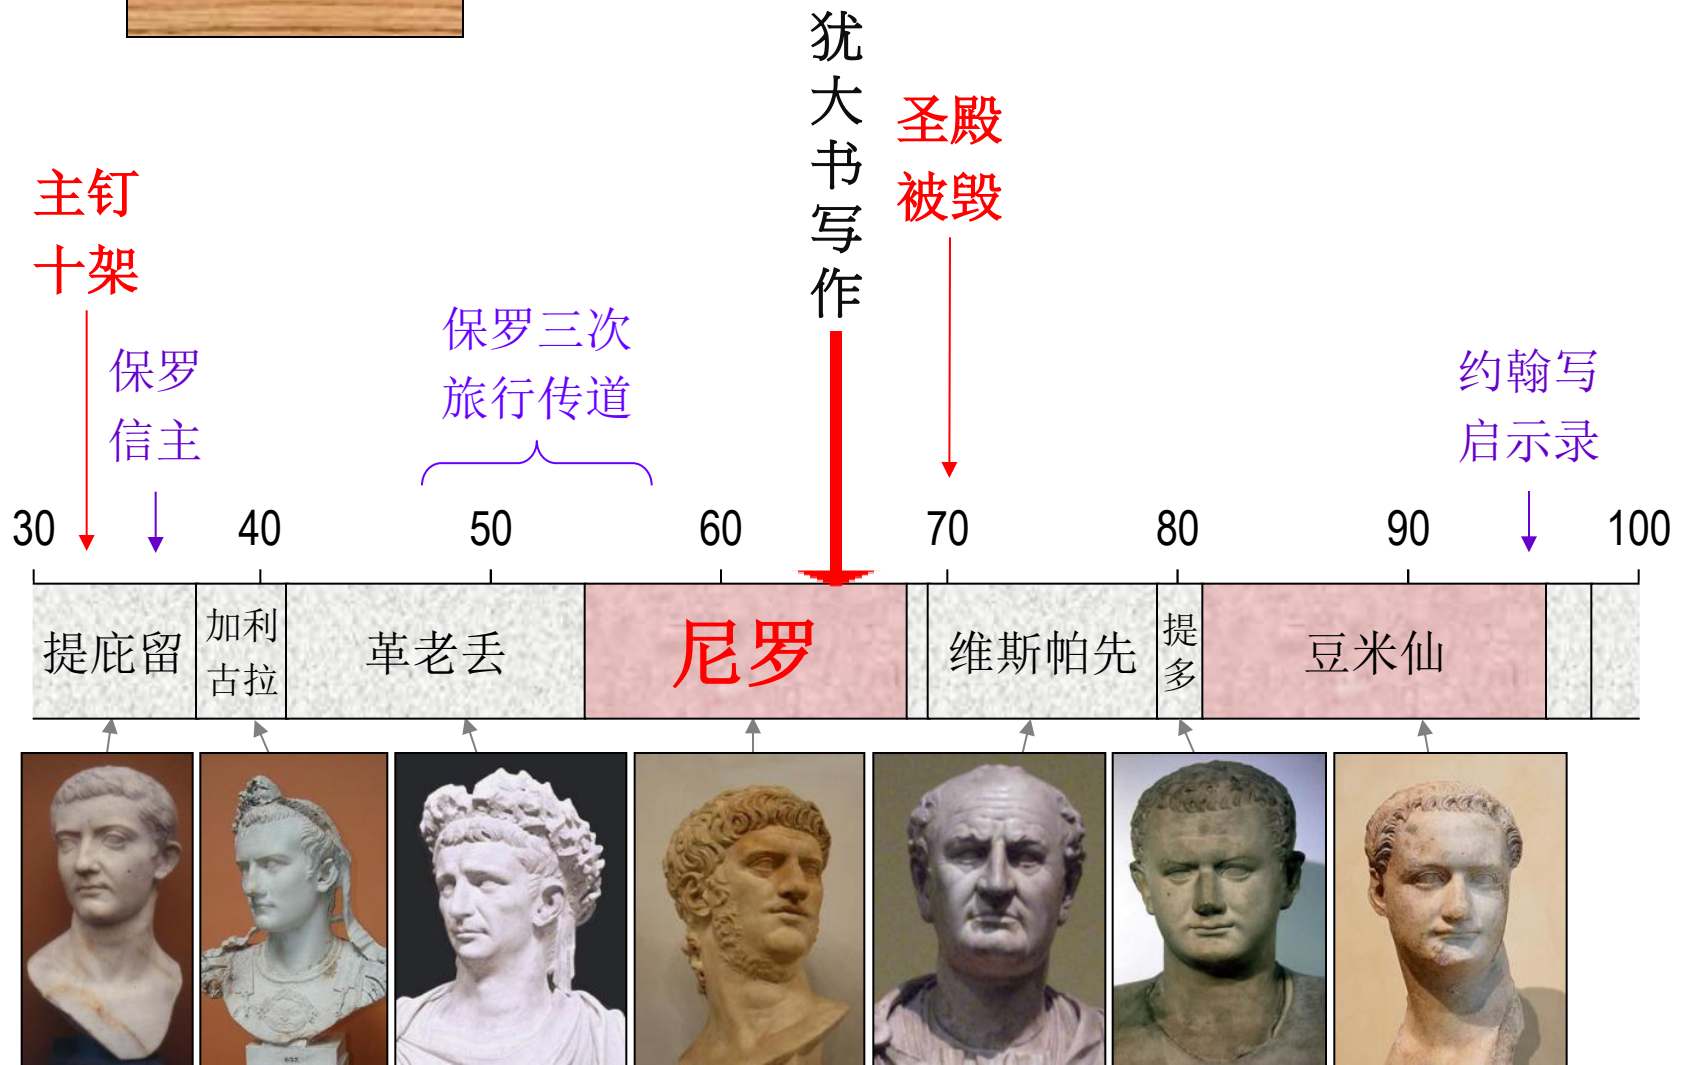 犹大书写作
圣殿
被毁
主钉
十架
保罗三次
旅行传道
保罗
信主
约翰写
启示录
30
40
50
60
70
80
90
100
提庇留
加利
古拉
革老丢
尼罗
维斯帕先
提
多
豆米仙